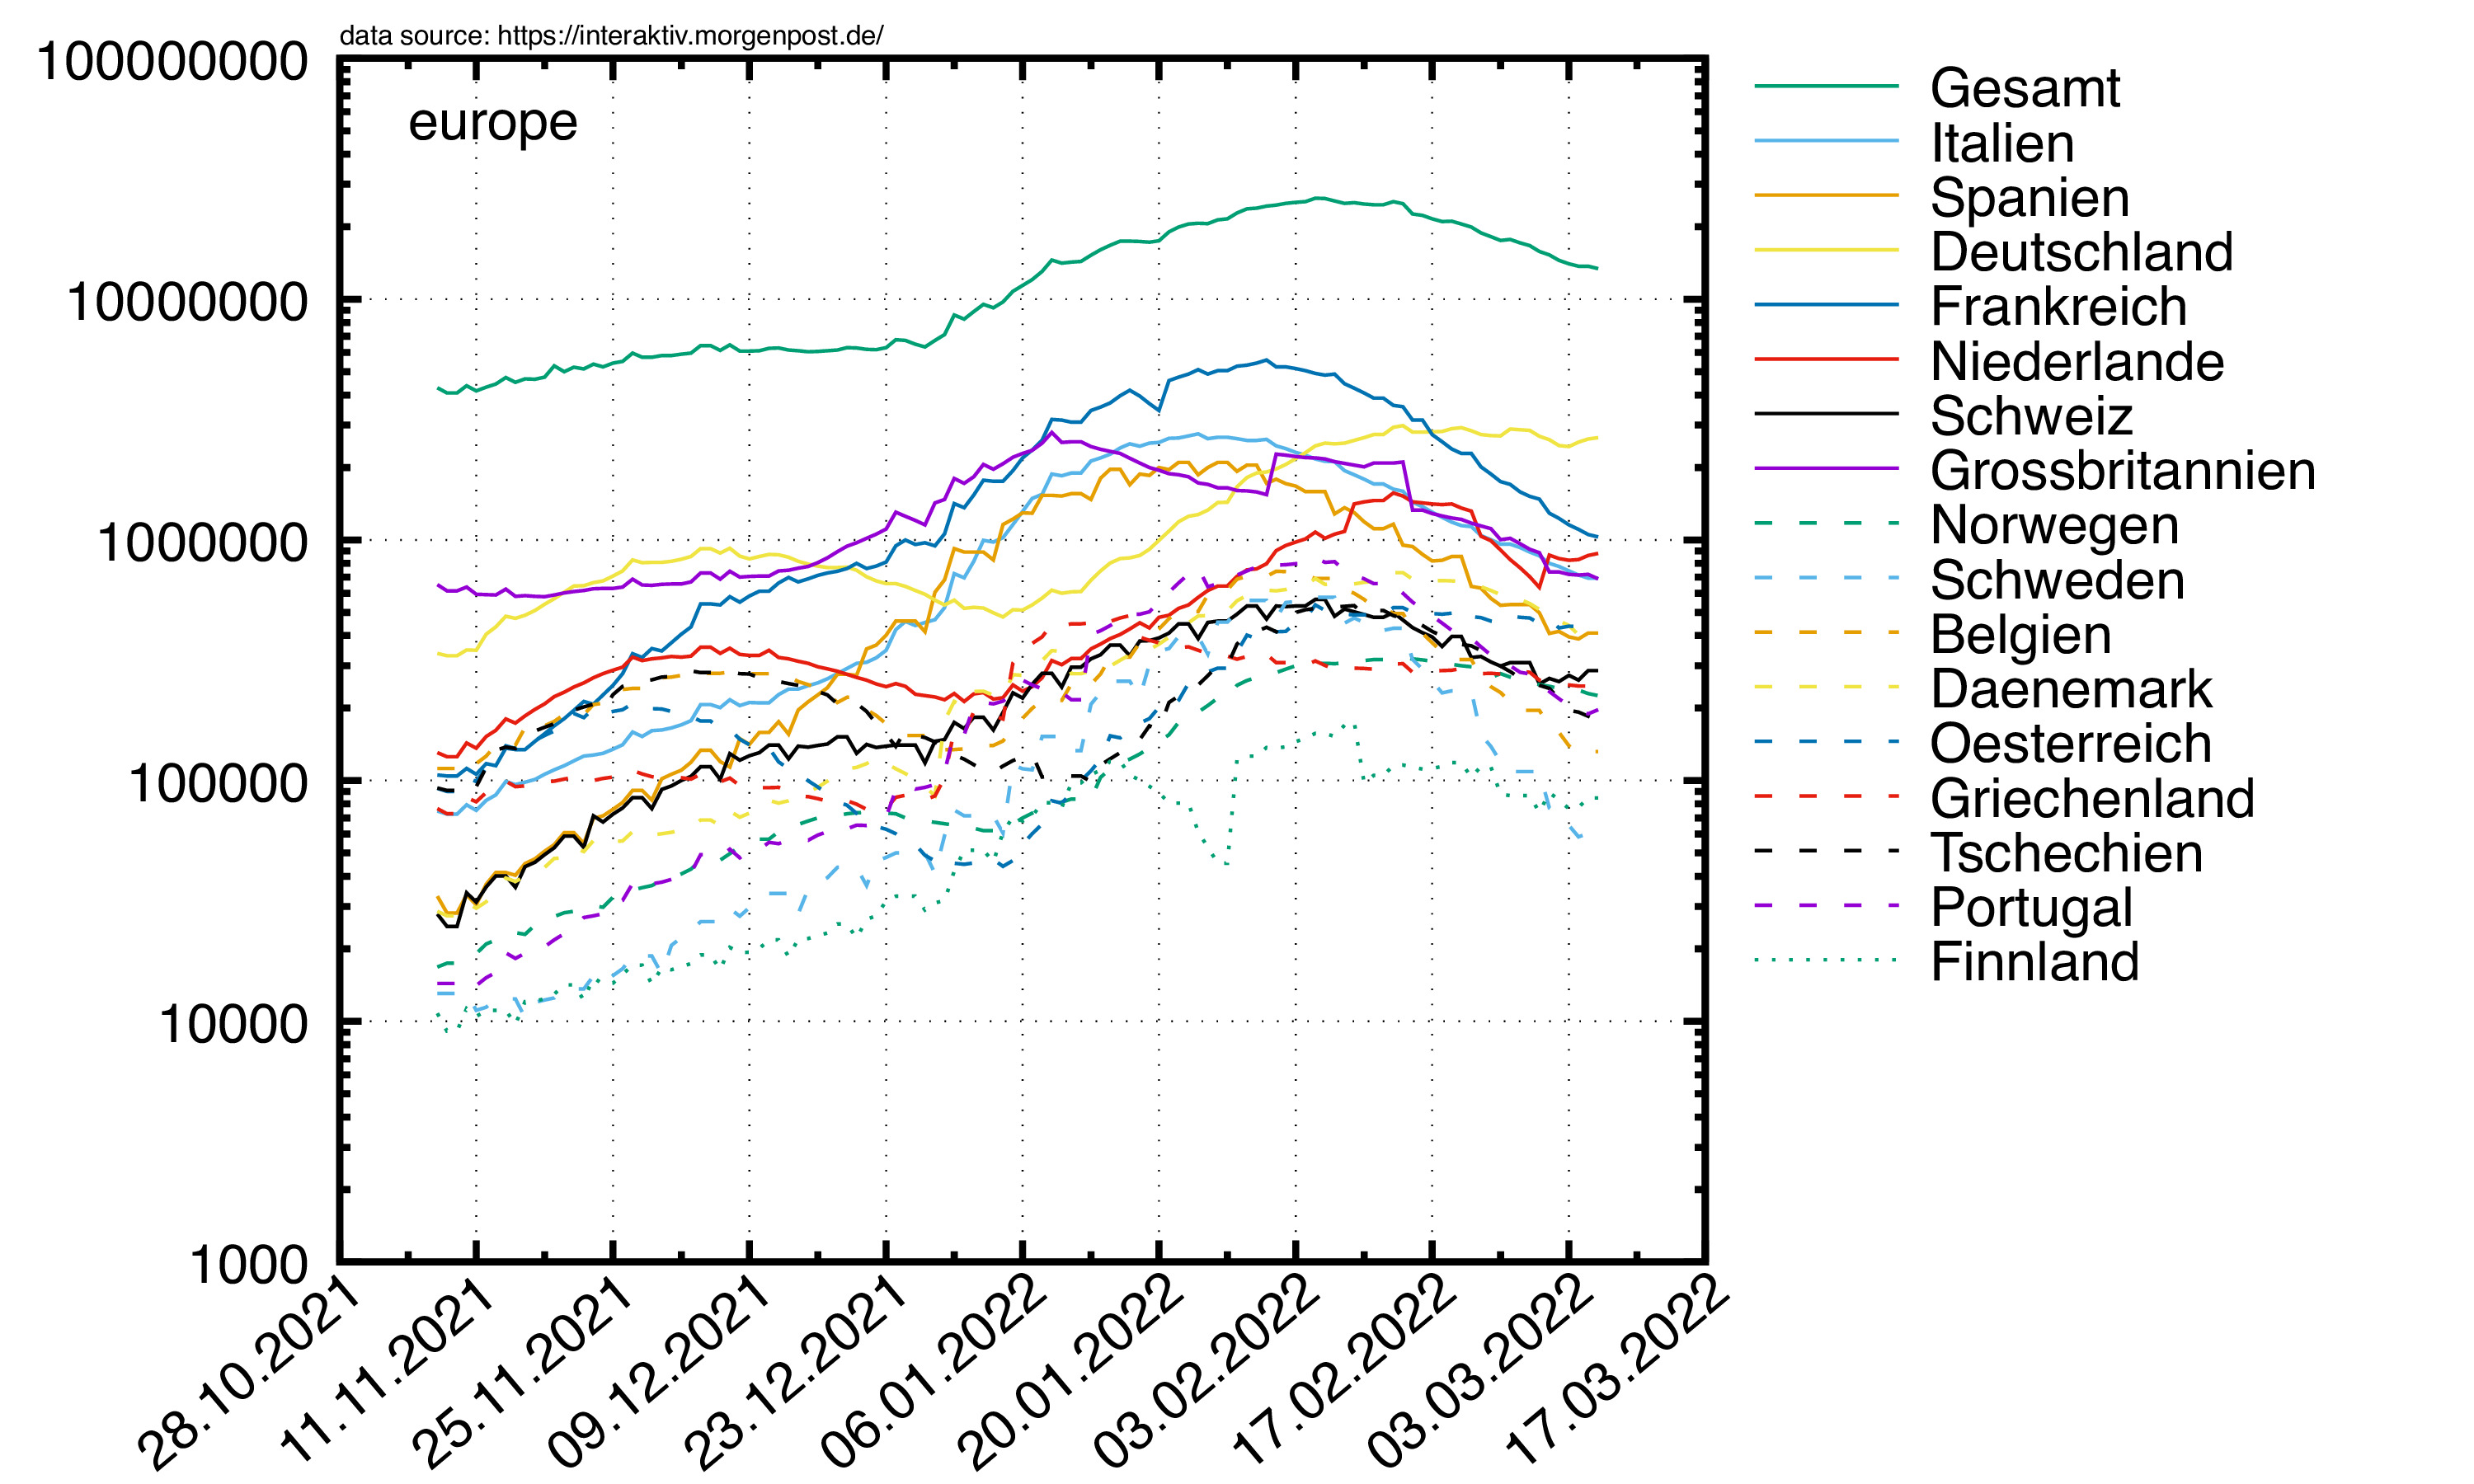 data source: https://interaktiv.morgenpost.de/
europe
100000000
10000000
1000000
100000
10000
1000
28.10.2021
11.11.2021
25.11.2021
09.12.2021
23.12.2021
06.01.2022
20.01.2022
03.02.2022
17.02.2022
03.03.2022
17.03.2022
Gesamt
Italien
Spanien
Deutschland
Frankreich
Niederlande
Schweiz
Grossbritannien
Norwegen
Schweden
Belgien
Daenemark
Oesterreich
Griechenland
Tschechien
Portugal
Finnland